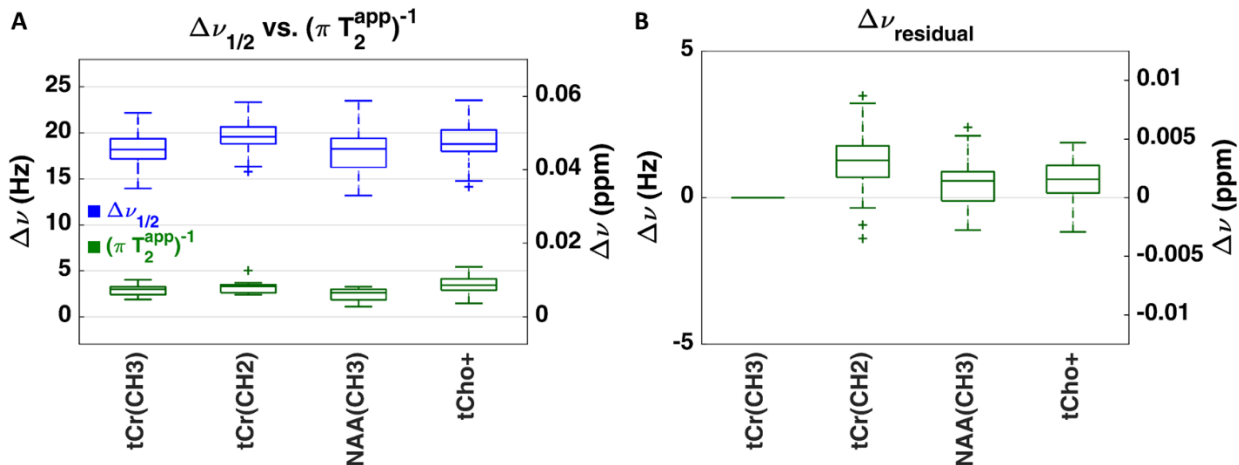 A
Δν1/2 vs. (π T2app)-1
25
20
15
10
5
0
Δν (Hz)
0.06
0.04
0.02
0
Δν (ppm)
Δν1/2
(π T2app)-1
tCr(CH3)
tCr(CH2)
NAA(CH3)
tCho+
B
Δνresidual
5
0
-5
Δν (Hz)
0.01
0.005
0
-0.005
-0.01
Δν (ppm)
tCr(CH3)
tCr(CH2)
NAA(CH3)
tCho+